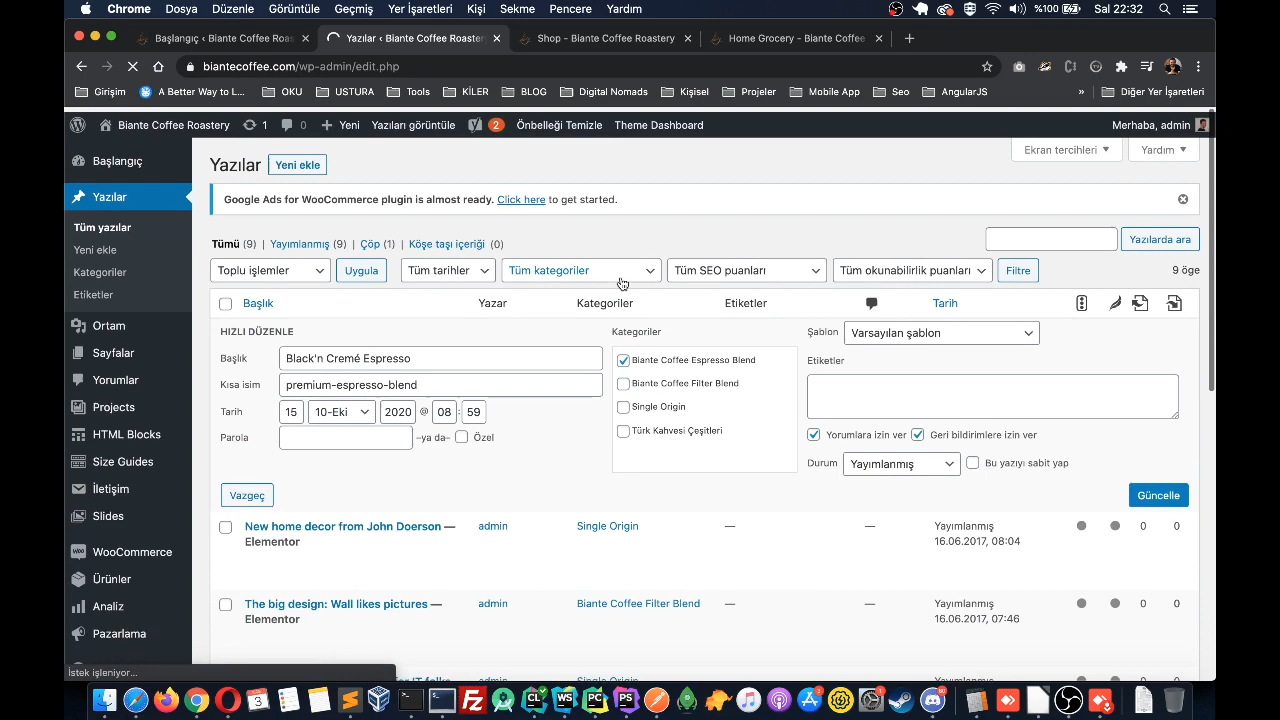 Chrome Dosya Düzenle Görüntüle Geçmiş Yer İşaretleri Kişi Sekme Pencere Yardım %100 Sal 22:32
Başlangıç ‹ Biante Coffee Roas
Yazılar ‹ Biante Coffee Roastery
Shop - Biante Coffee Roastery
Home Grocery - Biante Coffee
biantecoffee.com/wp-admin/edit.php
Girişim A Better Way to L... OKU USTURA Tools KİLER BLOG Digital Nomads Kişisel Projeler Mobile App Seo AngularJS » Diğer Yer İşaretleri
Biante Coffee Roastery 1 0 Yeni Yazıları görüntüle 2 Önbelleği Temizle Theme Dashboard Merhaba, admin
Başlangıç
Yazılar
Tüm yazılar
Yeni ekle
Kategoriler
Etiketler
Ortam
Sayfalar
Yorumlar
Projects
HTML Blocks
Size Guides
İletişim
Slides
WooCommerce
Ürünler
Analiz
Pazarlama
İstek işleniyor...
Yazılar Yeni ekle
Ekran tercihleri Yardım
Google Ads for WooCommerce plugin is almost ready. Click here to get started.
Tümü (9) | Yayımlanmış (9) | Çöp (1) | Köşe taşı içeriği (0)
Yazılarda ara
Toplu işlemler Uygula Tüm tarihler Tüm kategoriler Tüm SEO puanları Tüm okunabilirlik puanları Filtre 9 öge
Başlık Yazar Kategoriler Etiketler Tarih
HIZLI DÜZENLE
Başlık Black'n Cremé Espresso
Kısa isim premium-espresso-blend
Tarih 15 10-Eki 2020 @ 08 : 59
Parola –ya da– Özel
Kategoriler
Biante Coffee Espresso Blend
Biante Coffee Filter Blend
Single Origin
Türk Kahvesi Çeşitleri
Şablon Varsayılan şablon
Etiketler
Yorumlara izin ver Geri bildirimlere izin ver
Durum Yayımlanmış Bu yazıyı sabit yap
Vazgeç Güncelle
New home decor from John Doerson — admin Single Origin — — Yayımlanmış 0 0
Elementor 16.06.2017, 08:04
The big design: Wall likes pictures — admin Biante Coffee Filter Blend — — Yayımlanmış 0 0
Elementor 16.06.2017, 07:46